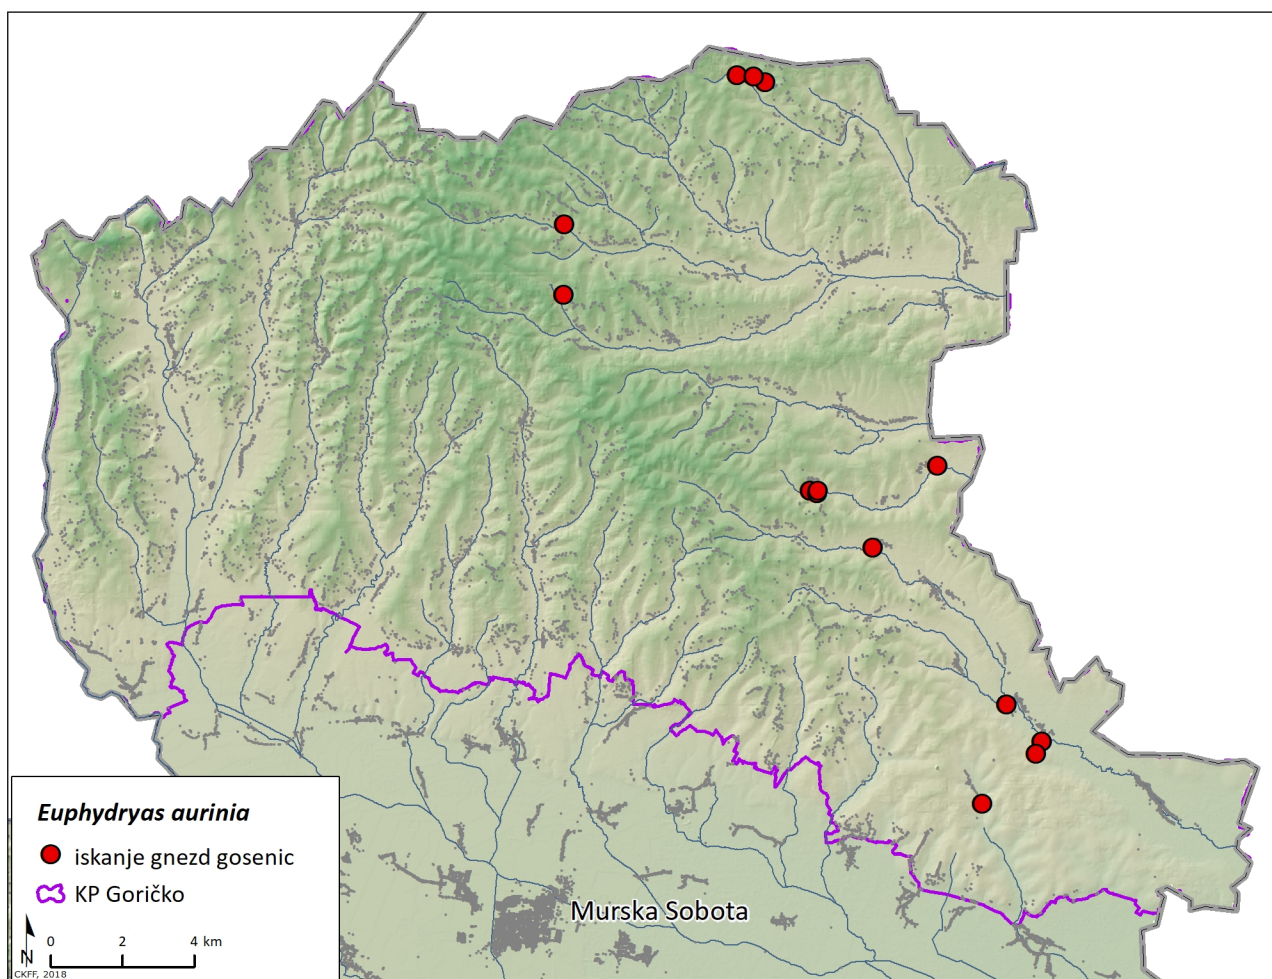 Murska Sobota
Euphydryas aurinia
iskanje gnezd gosenic
KP Goričko
N
0 2 4 km
CKFF, 2018